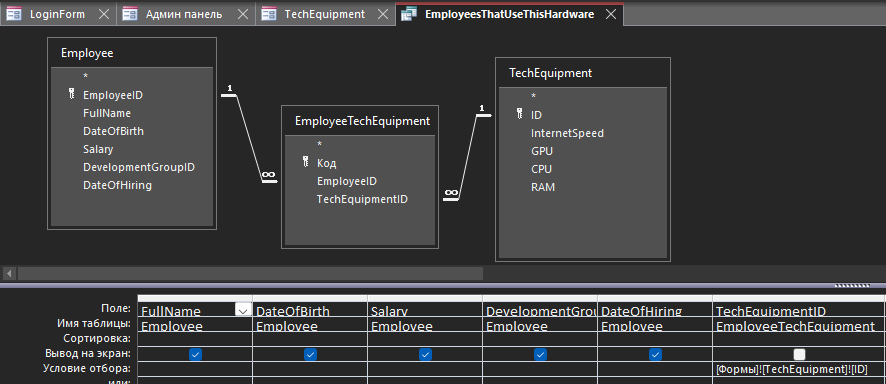 LoginForm Админ панель TechEquipment EmployeesThatUseThisHardware
Employee
*
EmployeeID
FullName
DateOfBirth
Salary
DevelopmentGroupID
DateOfHiring
1
∞
EmployeeTechEquipment
*
Код
EmployeeID
TechEquipmentID
1
∞
TechEquipment
*
ID
InternetSpeed
GPU
CPU
RAM
Поле: FullName DateOfBirth Salary DevelopmentGrou DateOfHiring TechEquipmentID
Имя таблицы: Employee Employee Employee Employee Employee EmployeeTechEquipment
Сортировка:
Вывод на экран:
Условие отбора: [Формы]![TechEquipment]![ID]
или: